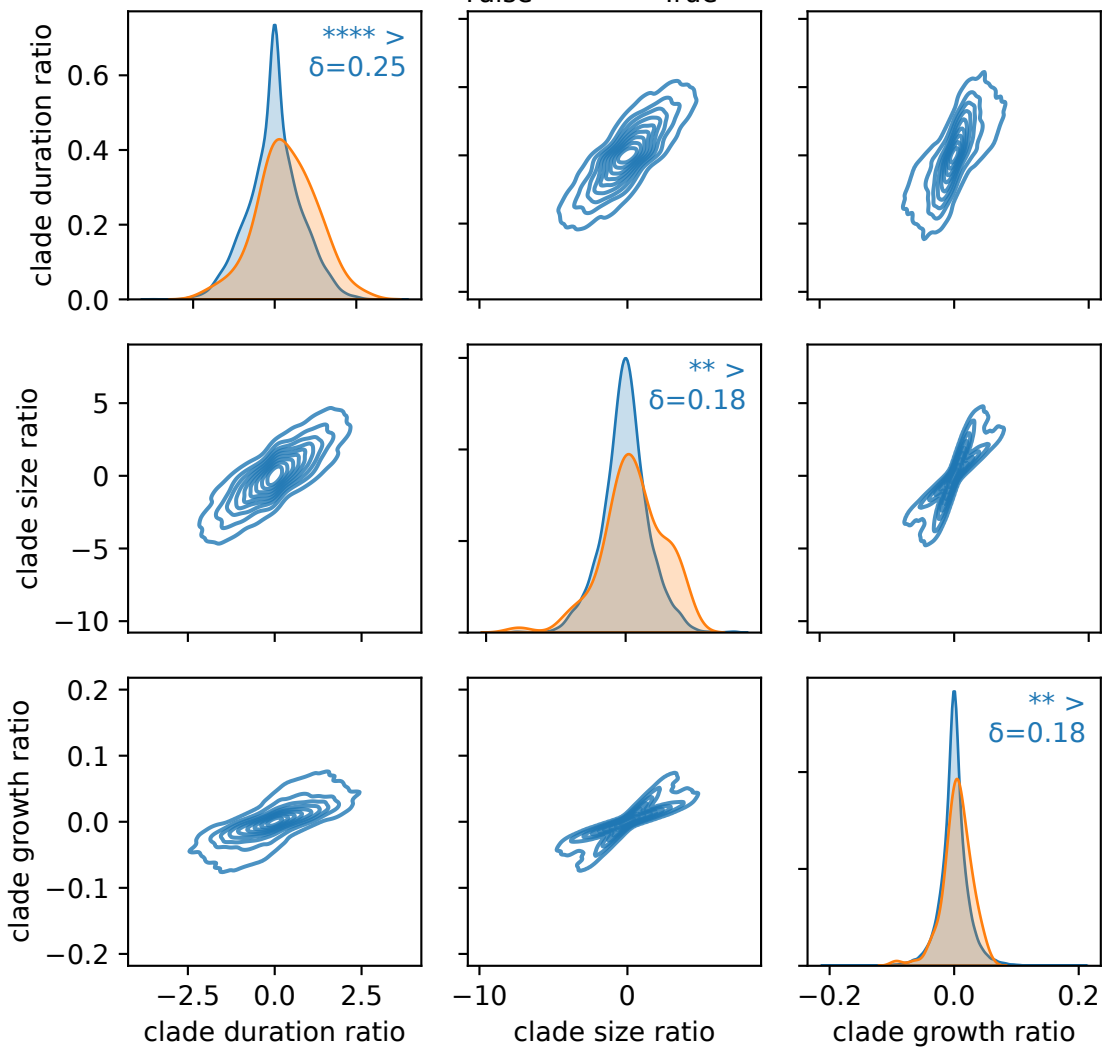 False True
clade duration ratio
0.6
0.4
0.2
0.0
**** >
δ=0.25
clade size ratio
5
0
−5
−10
** >
δ=0.18
clade growth ratio
0.2
0.1
0.0
−0.1
−0.2
** >
δ=0.18
−2.5 0.0 2.5
−10 0
−0.2 0.0 0.2
clade duration ratio
clade size ratio
clade growth ratio